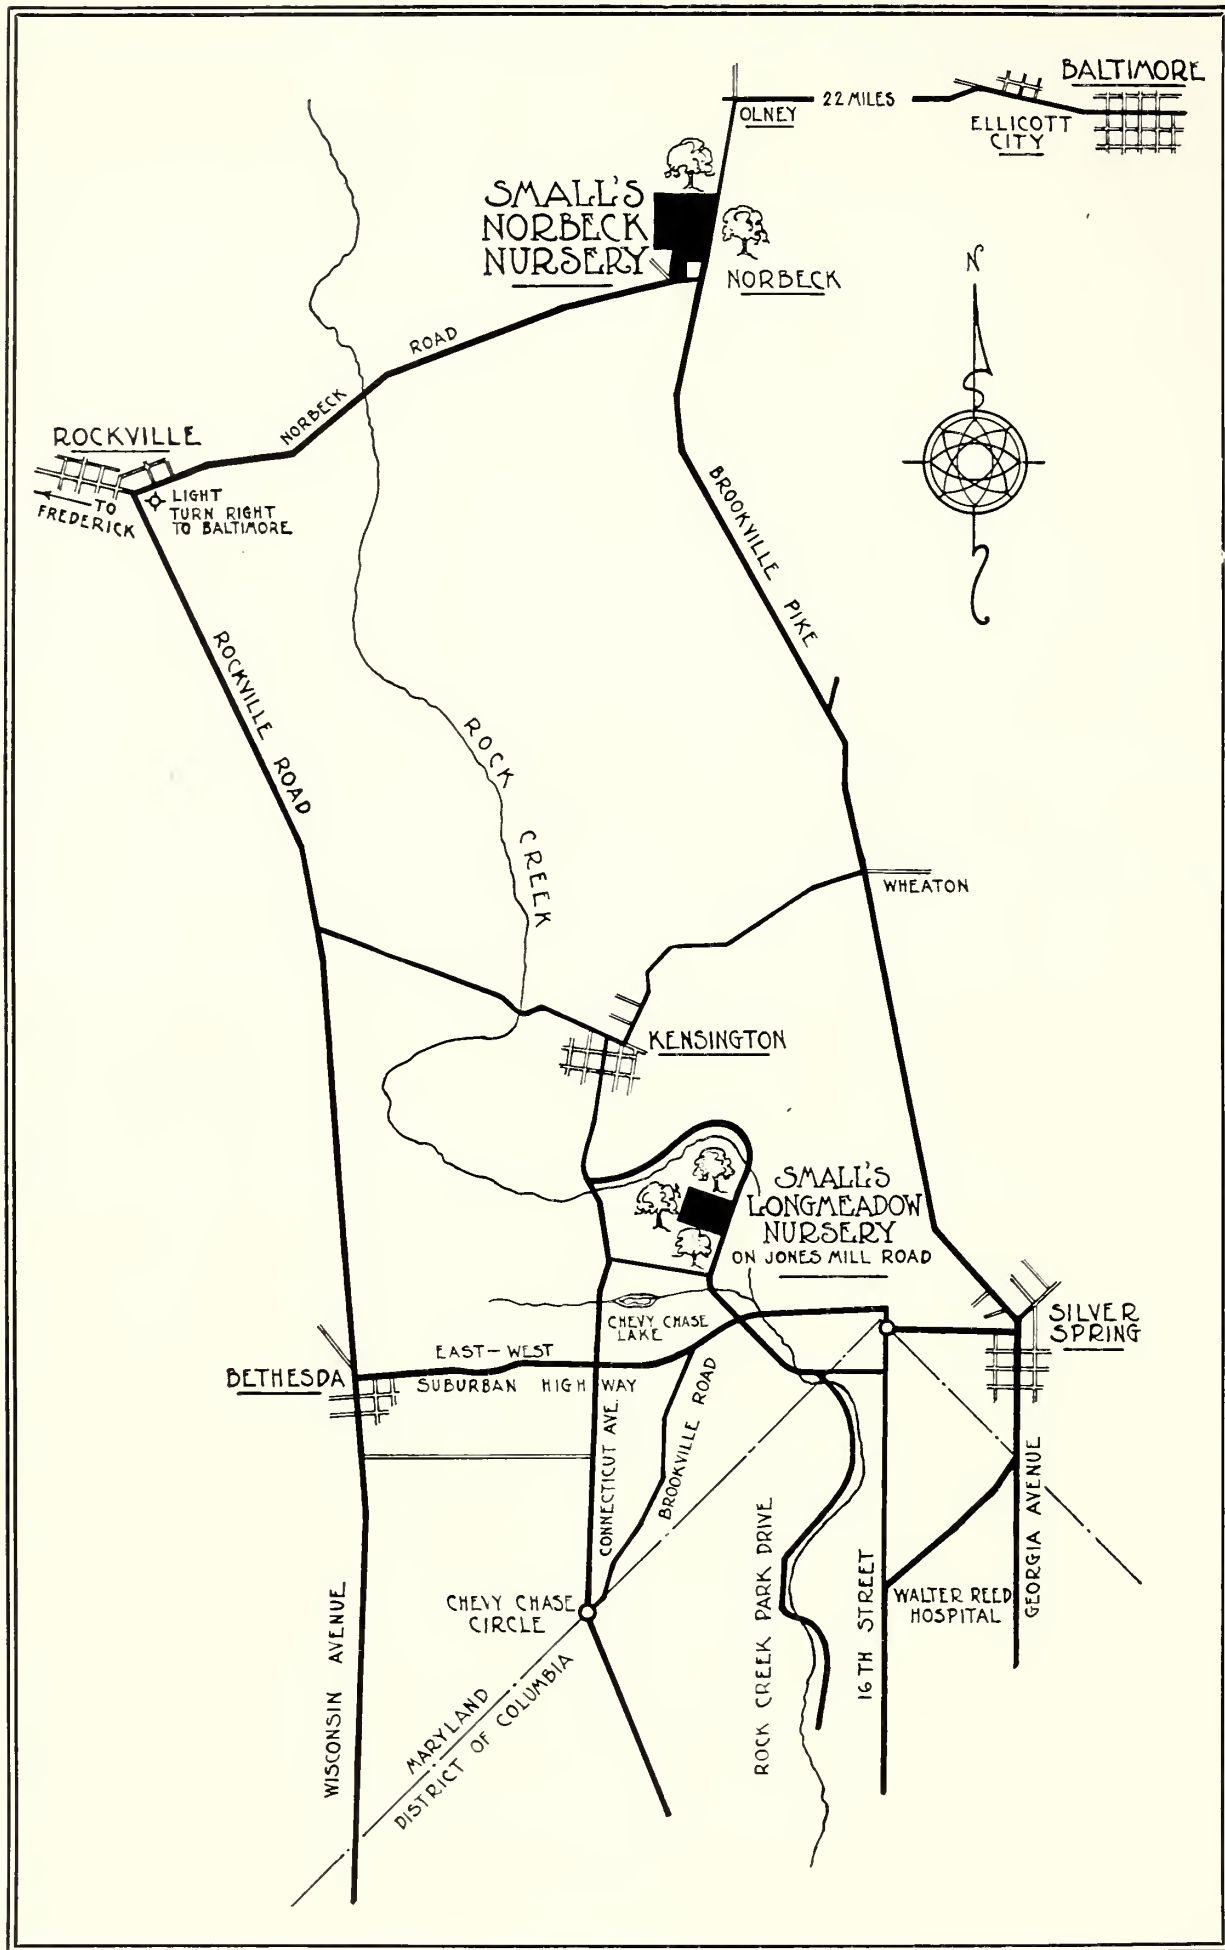 BALTIMORE
22 MILES
OLNEY
ELLICOTT
CITY
SMALL'S
NORBECK
NURSERY
NORBECK
N
S
NORBECK ROAD
ROCKVILLE
LIGHT
TURN RIGHT
TO BALTIMORE
TO
FREDERICK
BROOKVILLE PIKE
ROCKVILLE ROAD
ROCK CREEK
WHEATON
KENSINGTON
SMALL'S
LONGMEADOW
NURSERY
ON JONES MILL ROAD
CHEVY CHASE
LAKE
SILVER
SPRING
EAST-WEST
SUBURBAN HIGHWAY
BETHESDA
CONNECTICUT AVE.
BROOKVILLE ROAD
ROCK CREEK PARK DRIVE
16TH STREET
GEORGIA AVENUE
WALTER REED
HOSPITAL
CHEVY CHASE
CIRCLE
WISCONSIN AVENUE
MARYLAND
DISTRICT OF COLUMBIA